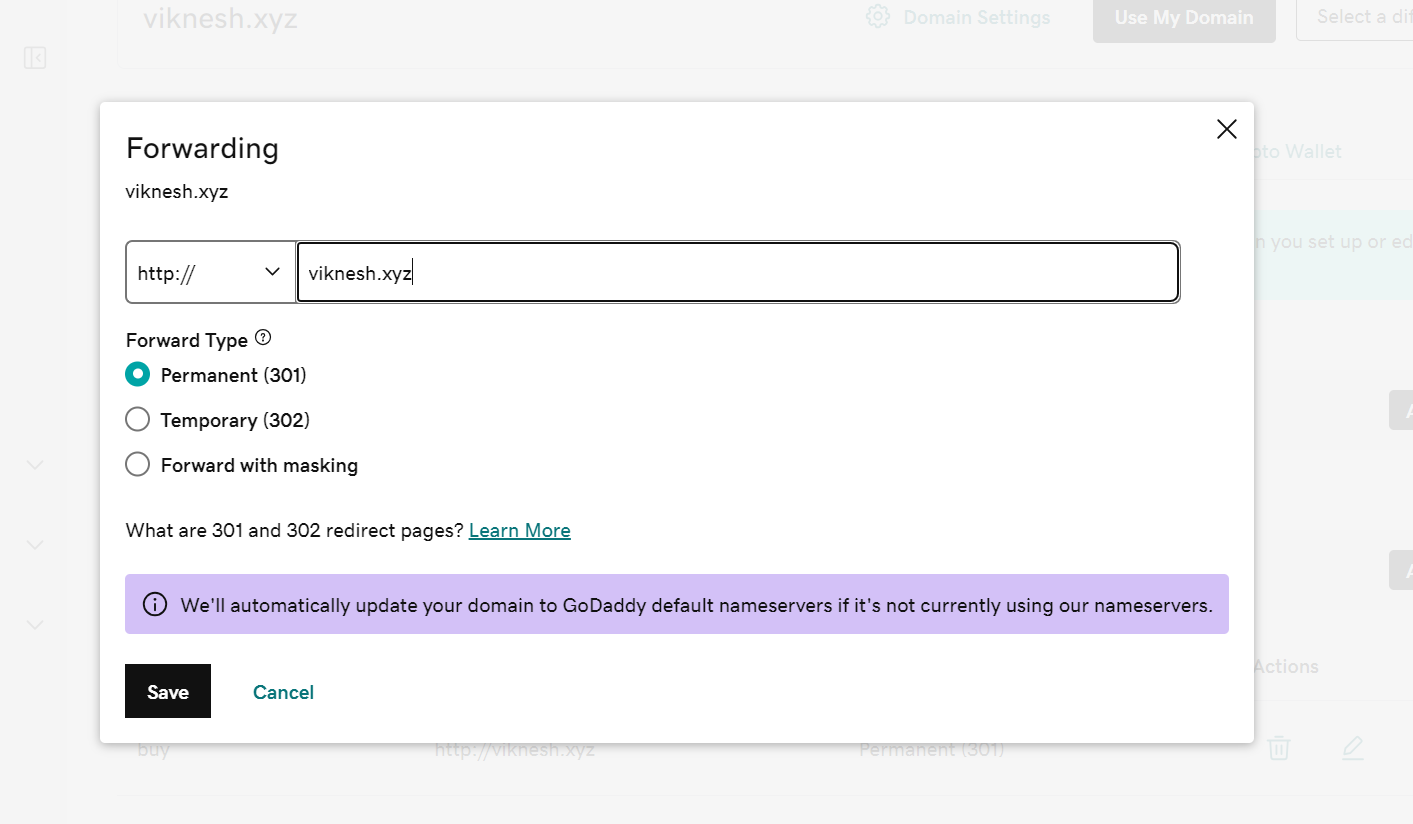 viknesh.xyz
Domain Settings
Use My Domain
Select a dif
Forwarding
viknesh.xyz
http://
viknesh.xyz
Forward Type
Permanent (301)
Temporary (302)
Forward with masking
What are 301 and 302 redirect pages? Learn More
We'll automatically update your domain to GoDaddy default nameservers if it's not currently using our nameservers.
Save
Cancel
pto Wallet
n you set up or ed
A
A
Actions
buy
http://viknesh.xyz
Permanent (301)